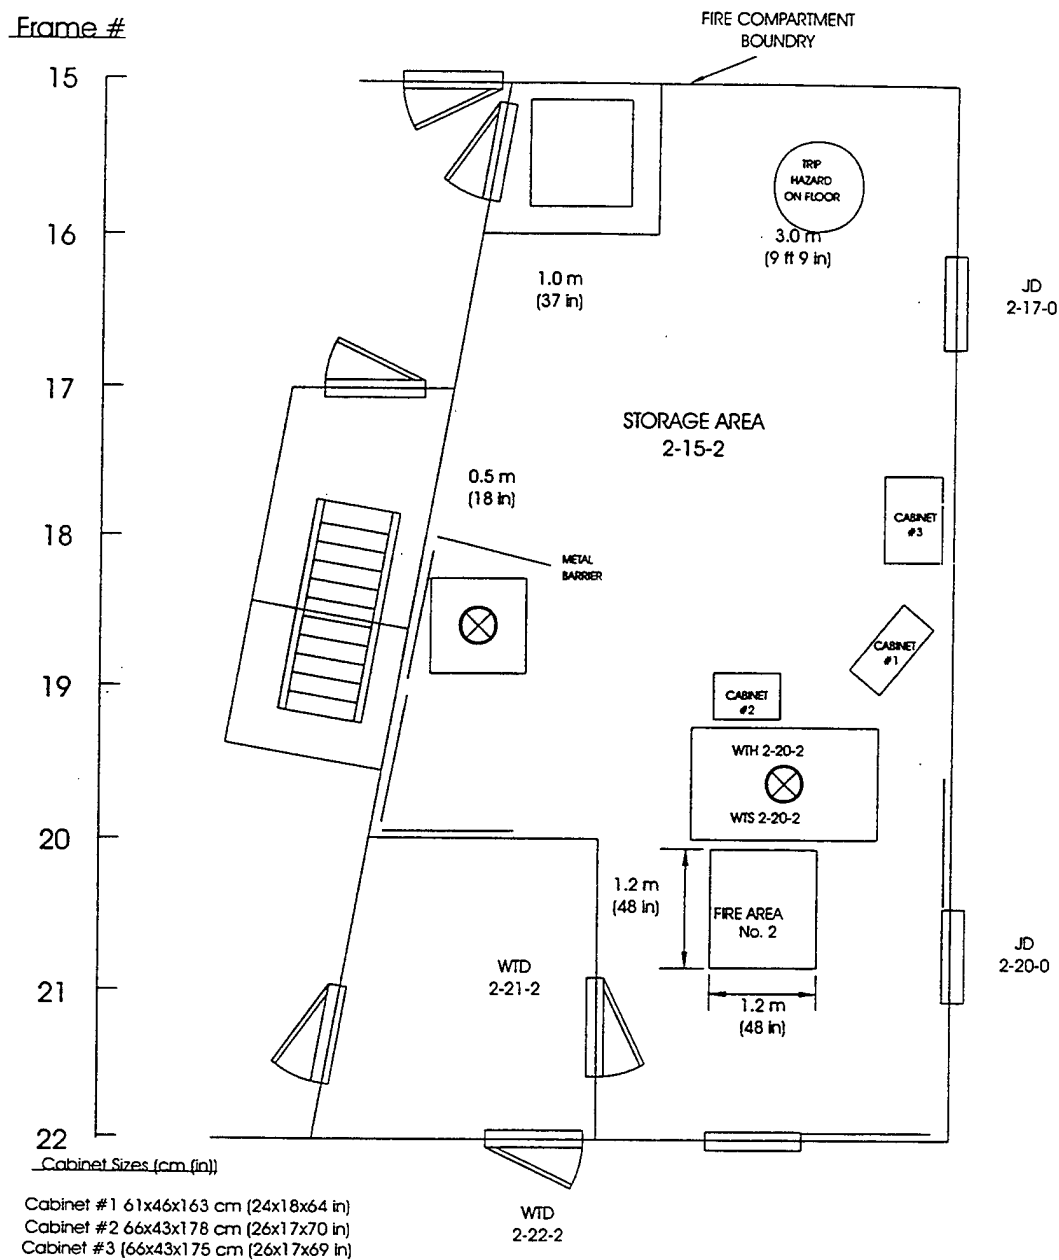 Frame #
FIRE COMPARTMENT
BOUNDRY
15
TRIP
HAZARD
ON FLOOR
16
3.0 m
(9 ft 9 in)
1.0 m
(37 in)
JD
2-17-0
17
STORAGE AREA
2-15-2
0.5 m
(18 in)
CABINET
#3
18
METAL
BARRIER
CABINET
#1
19
CABINET
#2
WTH 2-20-2
WTS 2-20-2
20
1.2 m
(48 in)
FIRE AREA
No. 2
JD
2-20-0
WTD
2-21-2
21
1.2 m
(48 in)
22
Cabinet Sizes (cm (in))
Cabinet #1 61x46x163 cm (24x18x64 in)
Cabinet #2 66x43x178 cm (26x17x70 in)
Cabinet #3 (66x43x175 cm (26x17x69 in)
WTD
2-22-2